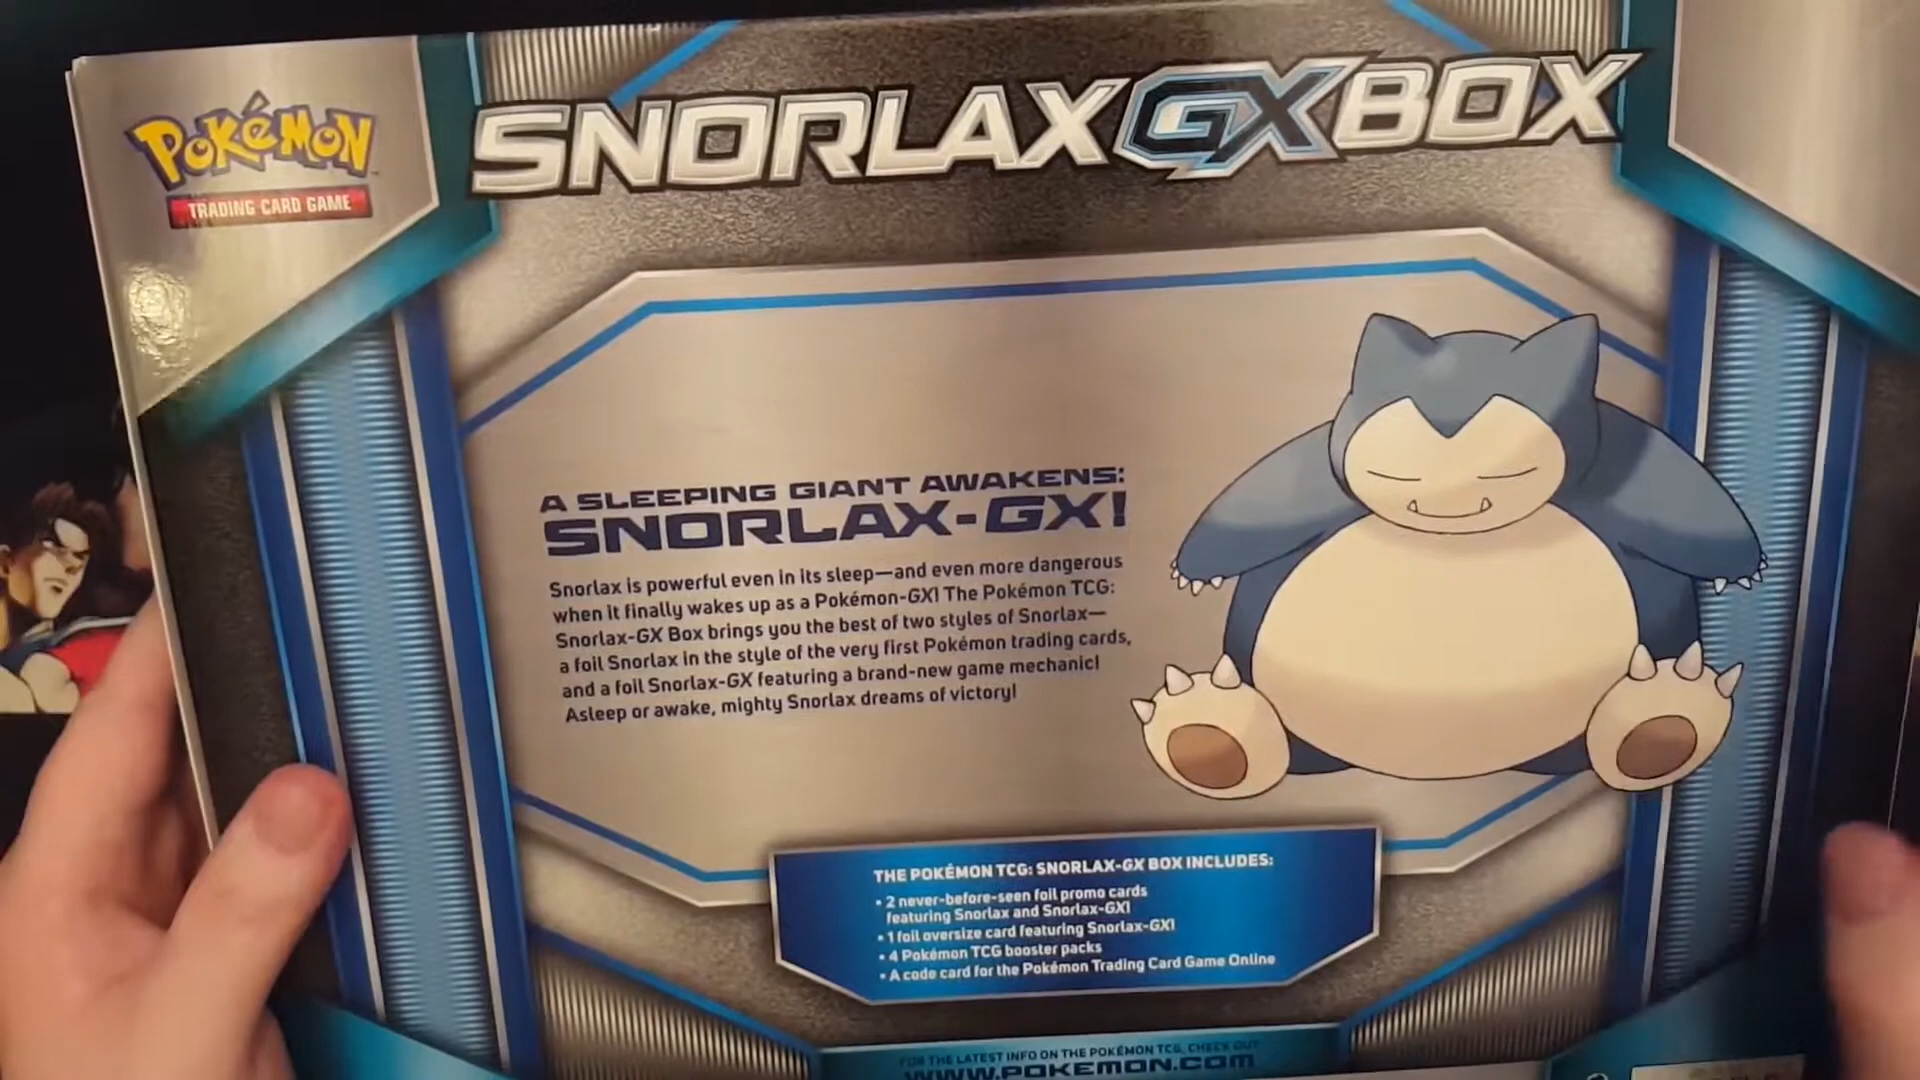 POKéMON
TRADING CARD GAME
SNORLAX GX BOX
A SLEEPING GIANT AWAKENS:
SNORLAX-GX!
Snorlax is powerful even in its sleep—and even more dangerous
when it finally wakes up as a Pokémon-GX! The Pokémon TCG:
Snorlax-GX Box brings you the best of two styles of Snorlax—
a foil Snorlax in the style of the very first Pokémon trading cards,
and a foil Snorlax-GX featuring a brand-new game mechanic!
Asleep or awake, mighty Snorlax dreams of victory!
THE POKÉMON TCG: SNORLAX-GX BOX INCLUDES:
• 2 never-before-seen foil promo cards
featuring Snorlax and Snorlax-GX!
• 1 foil oversize card featuring Snorlax-GX!
• 4 Pokémon TCG booster packs
• A code card for the Pokémon Trading Card Game Online
FOR THE LATEST INFO ON THE POKÉMON TCG, CHECK OUT
WWW.POKEMON.COM